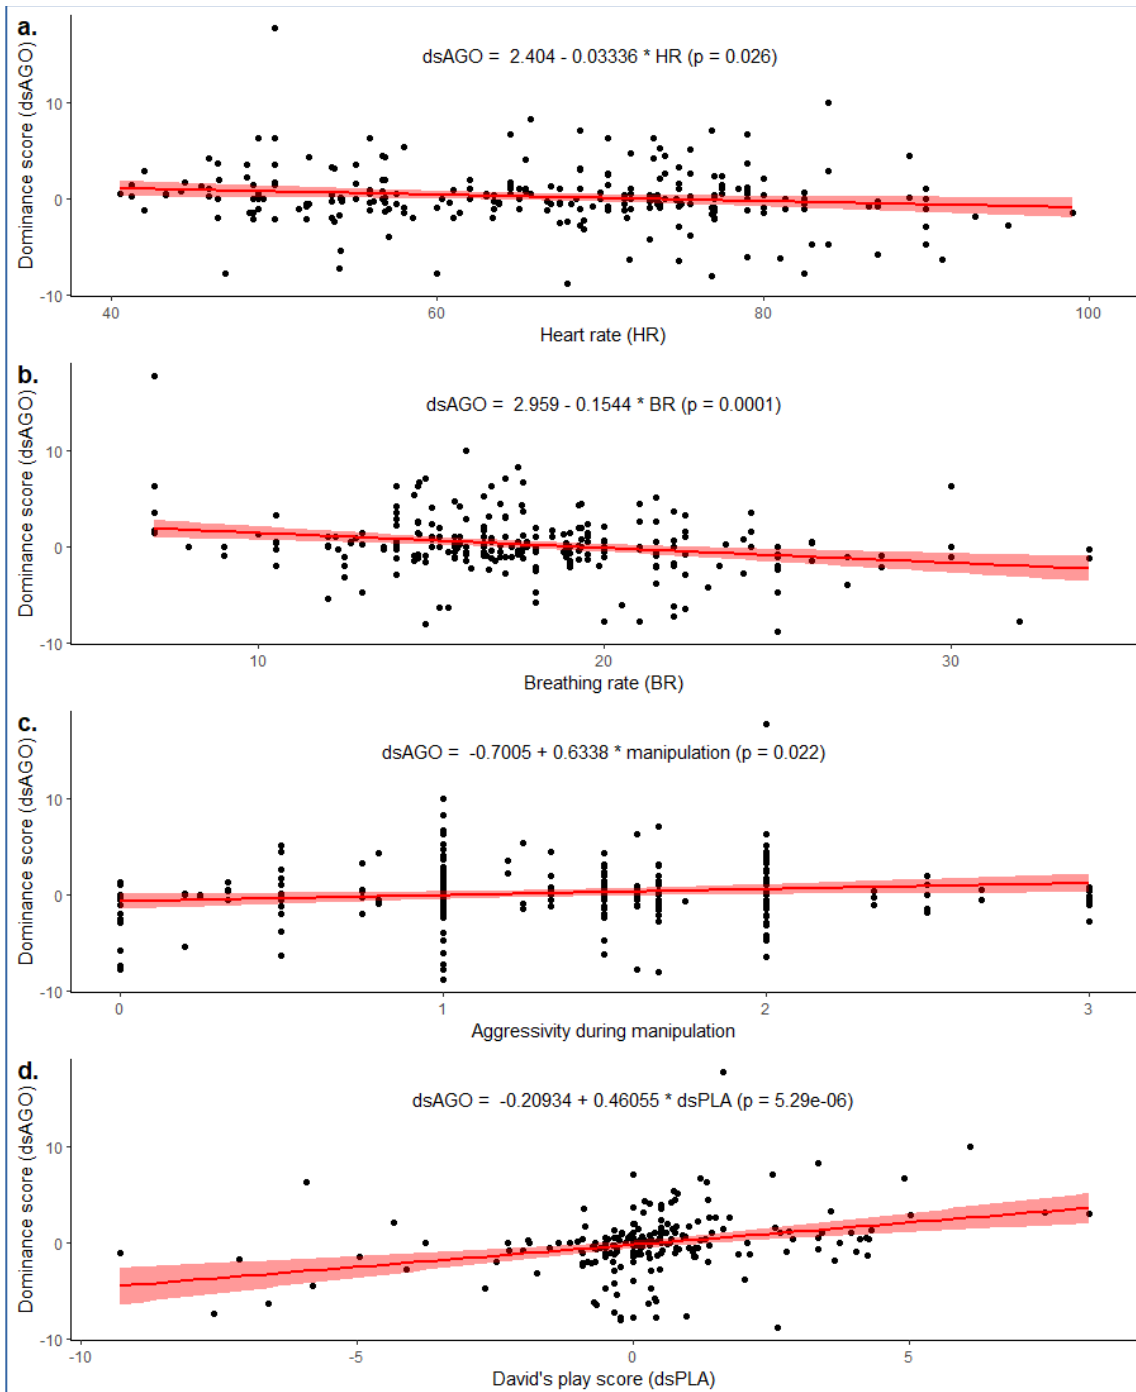 a.
dsAGO = 2.404 - 0.03336 * HR (p = 0.026)
Dominance score (dsAGO)
10
0
-10
40
60
80
100
Heart rate (HR)
b.
dsAGO = 2.959 - 0.1544 * BR (p = 0.0001)
Dominance score (dsAGO)
10
0
-10
10
20
30
Breathing rate (BR)
c.
dsAGO = -0.7005 + 0.6338 * manipulation (p = 0.022)
Dominance score (dsAGO)
10
0
-10
0
1
2
3
Aggressivity during manipulation
d.
dsAGO = -0.20934 + 0.46055 * dsPLA (p = 5.29e-06)
Dominance score (dsAGO)
10
0
-10
-10
-5
0
5
David's play score (dsPLA)